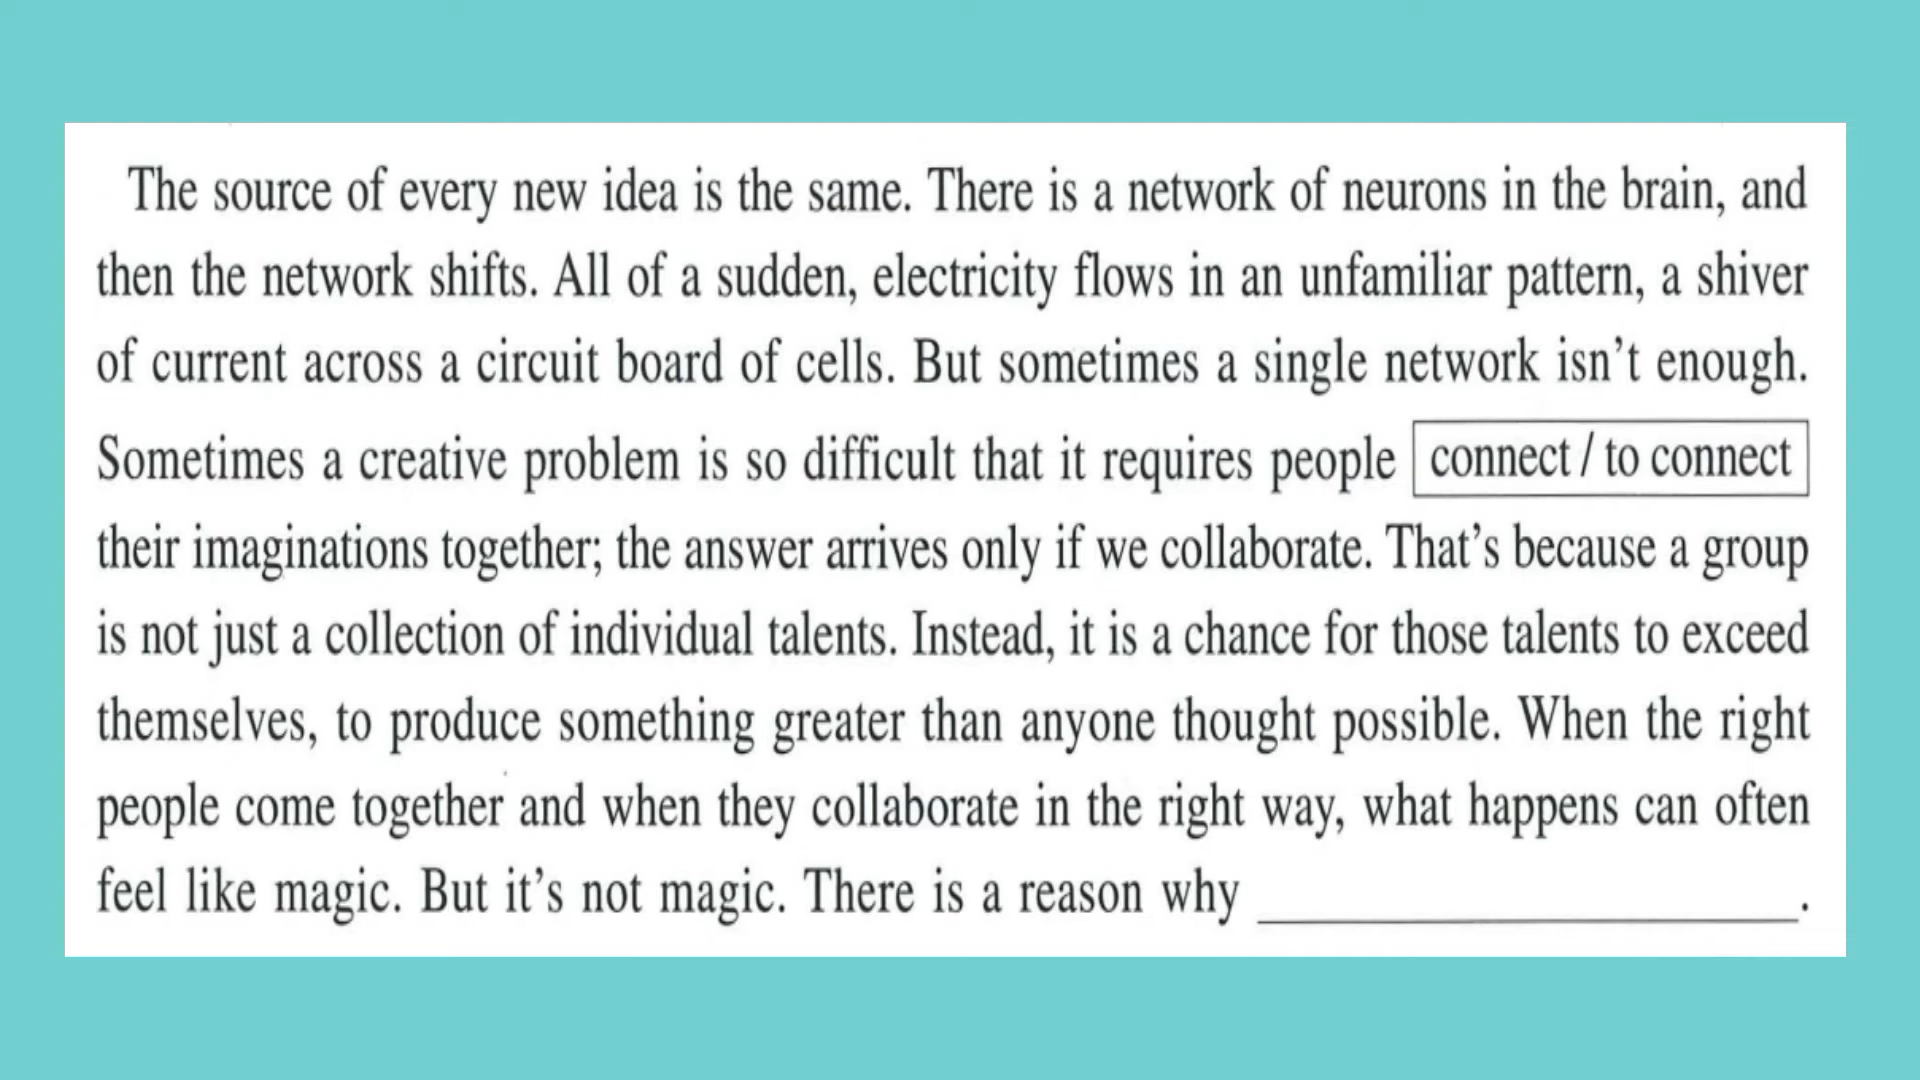 The source of every new idea is the same. There is a network of neurons in the brain, and
then the network shifts. All of a sudden, electricity flows in an unfamiliar pattern, a shiver
of current across a circuit board of cells. But sometimes a single network isn’t enough.
Sometimes a creative problem is so difficult that it requires people connect / to connect
their imaginations together; the answer arrives only if we collaborate. That’s because a group
is not just a collection of individual talents. Instead, it is a chance for those talents to exceed
themselves, to produce something greater than anyone thought possible. When the right
people come together and when they collaborate in the right way, what happens can often
feel like magic. But it’s not magic. There is a reason why ____________________.